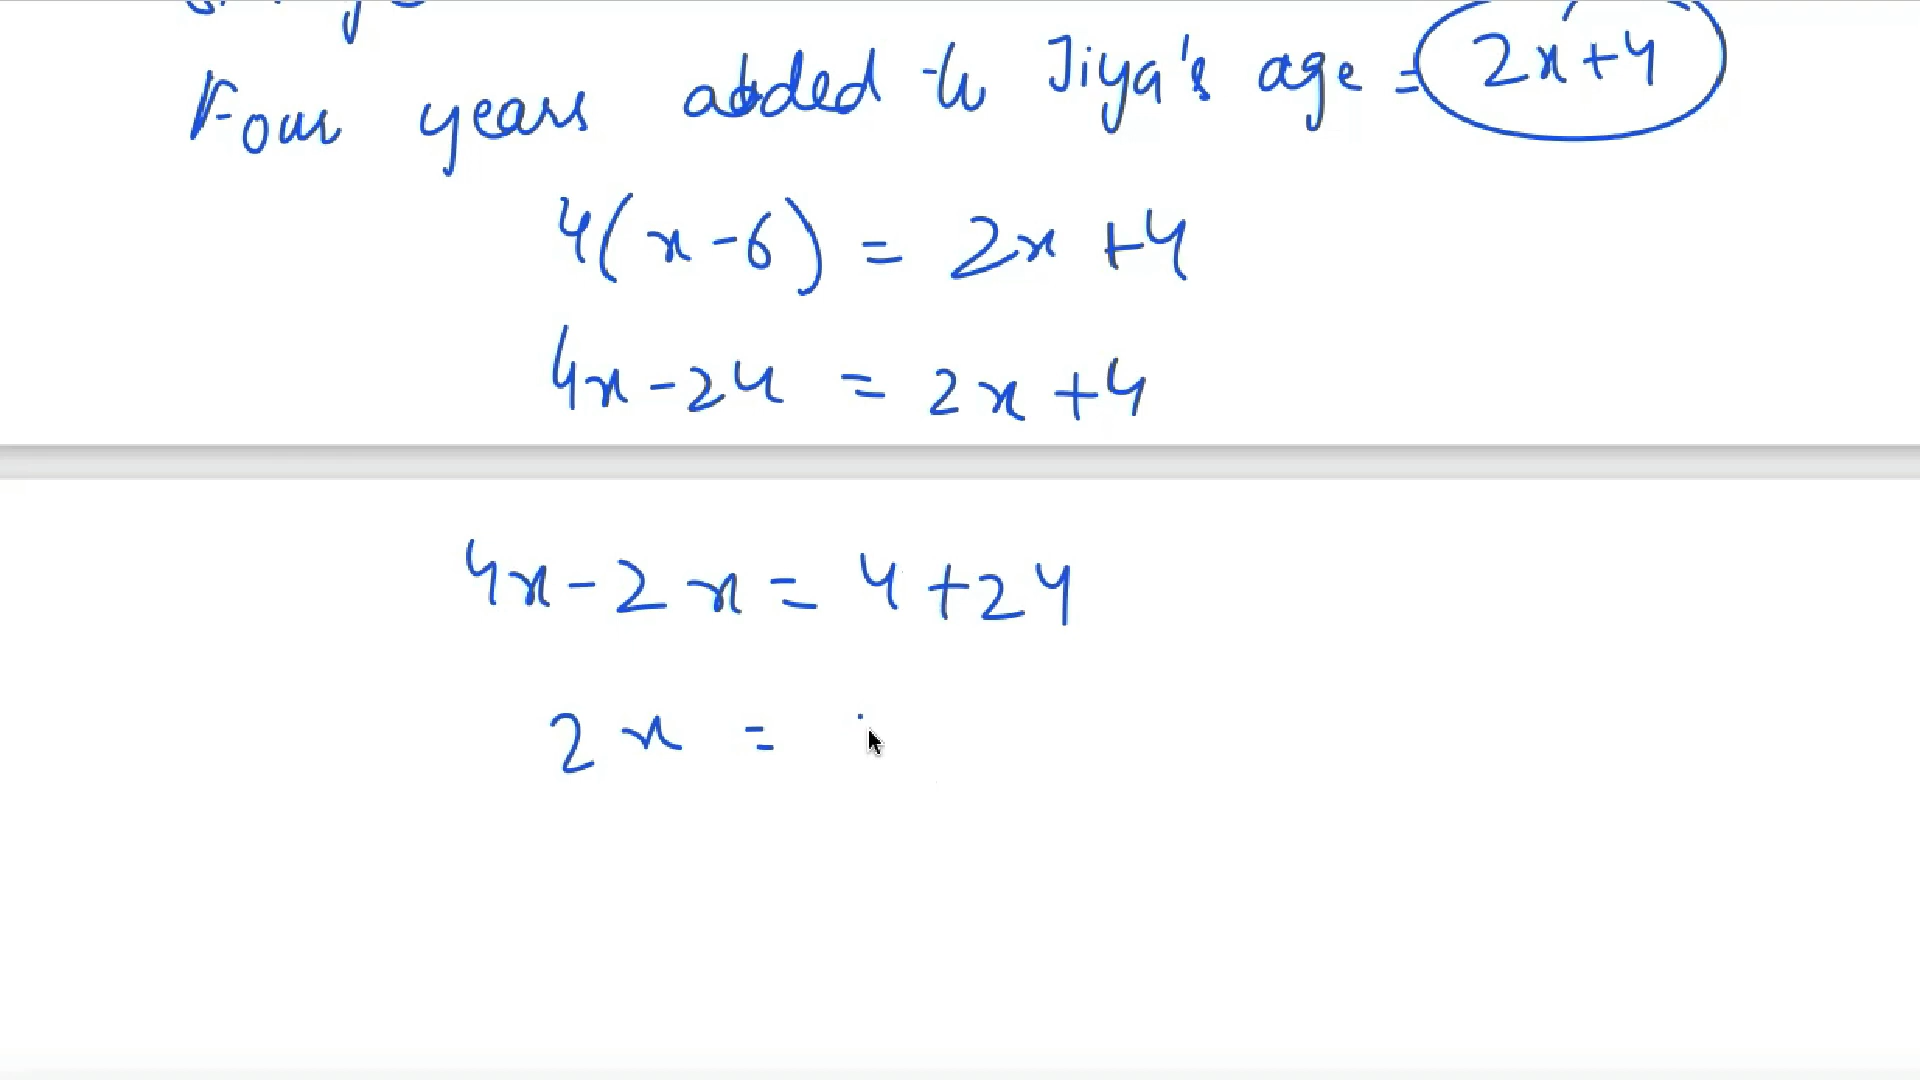 Four years added to Jiya's age = 2x+4
4(x-6) = 2x +4
4x-24 = 2x +4
4x-2x = 4 +24
2x =